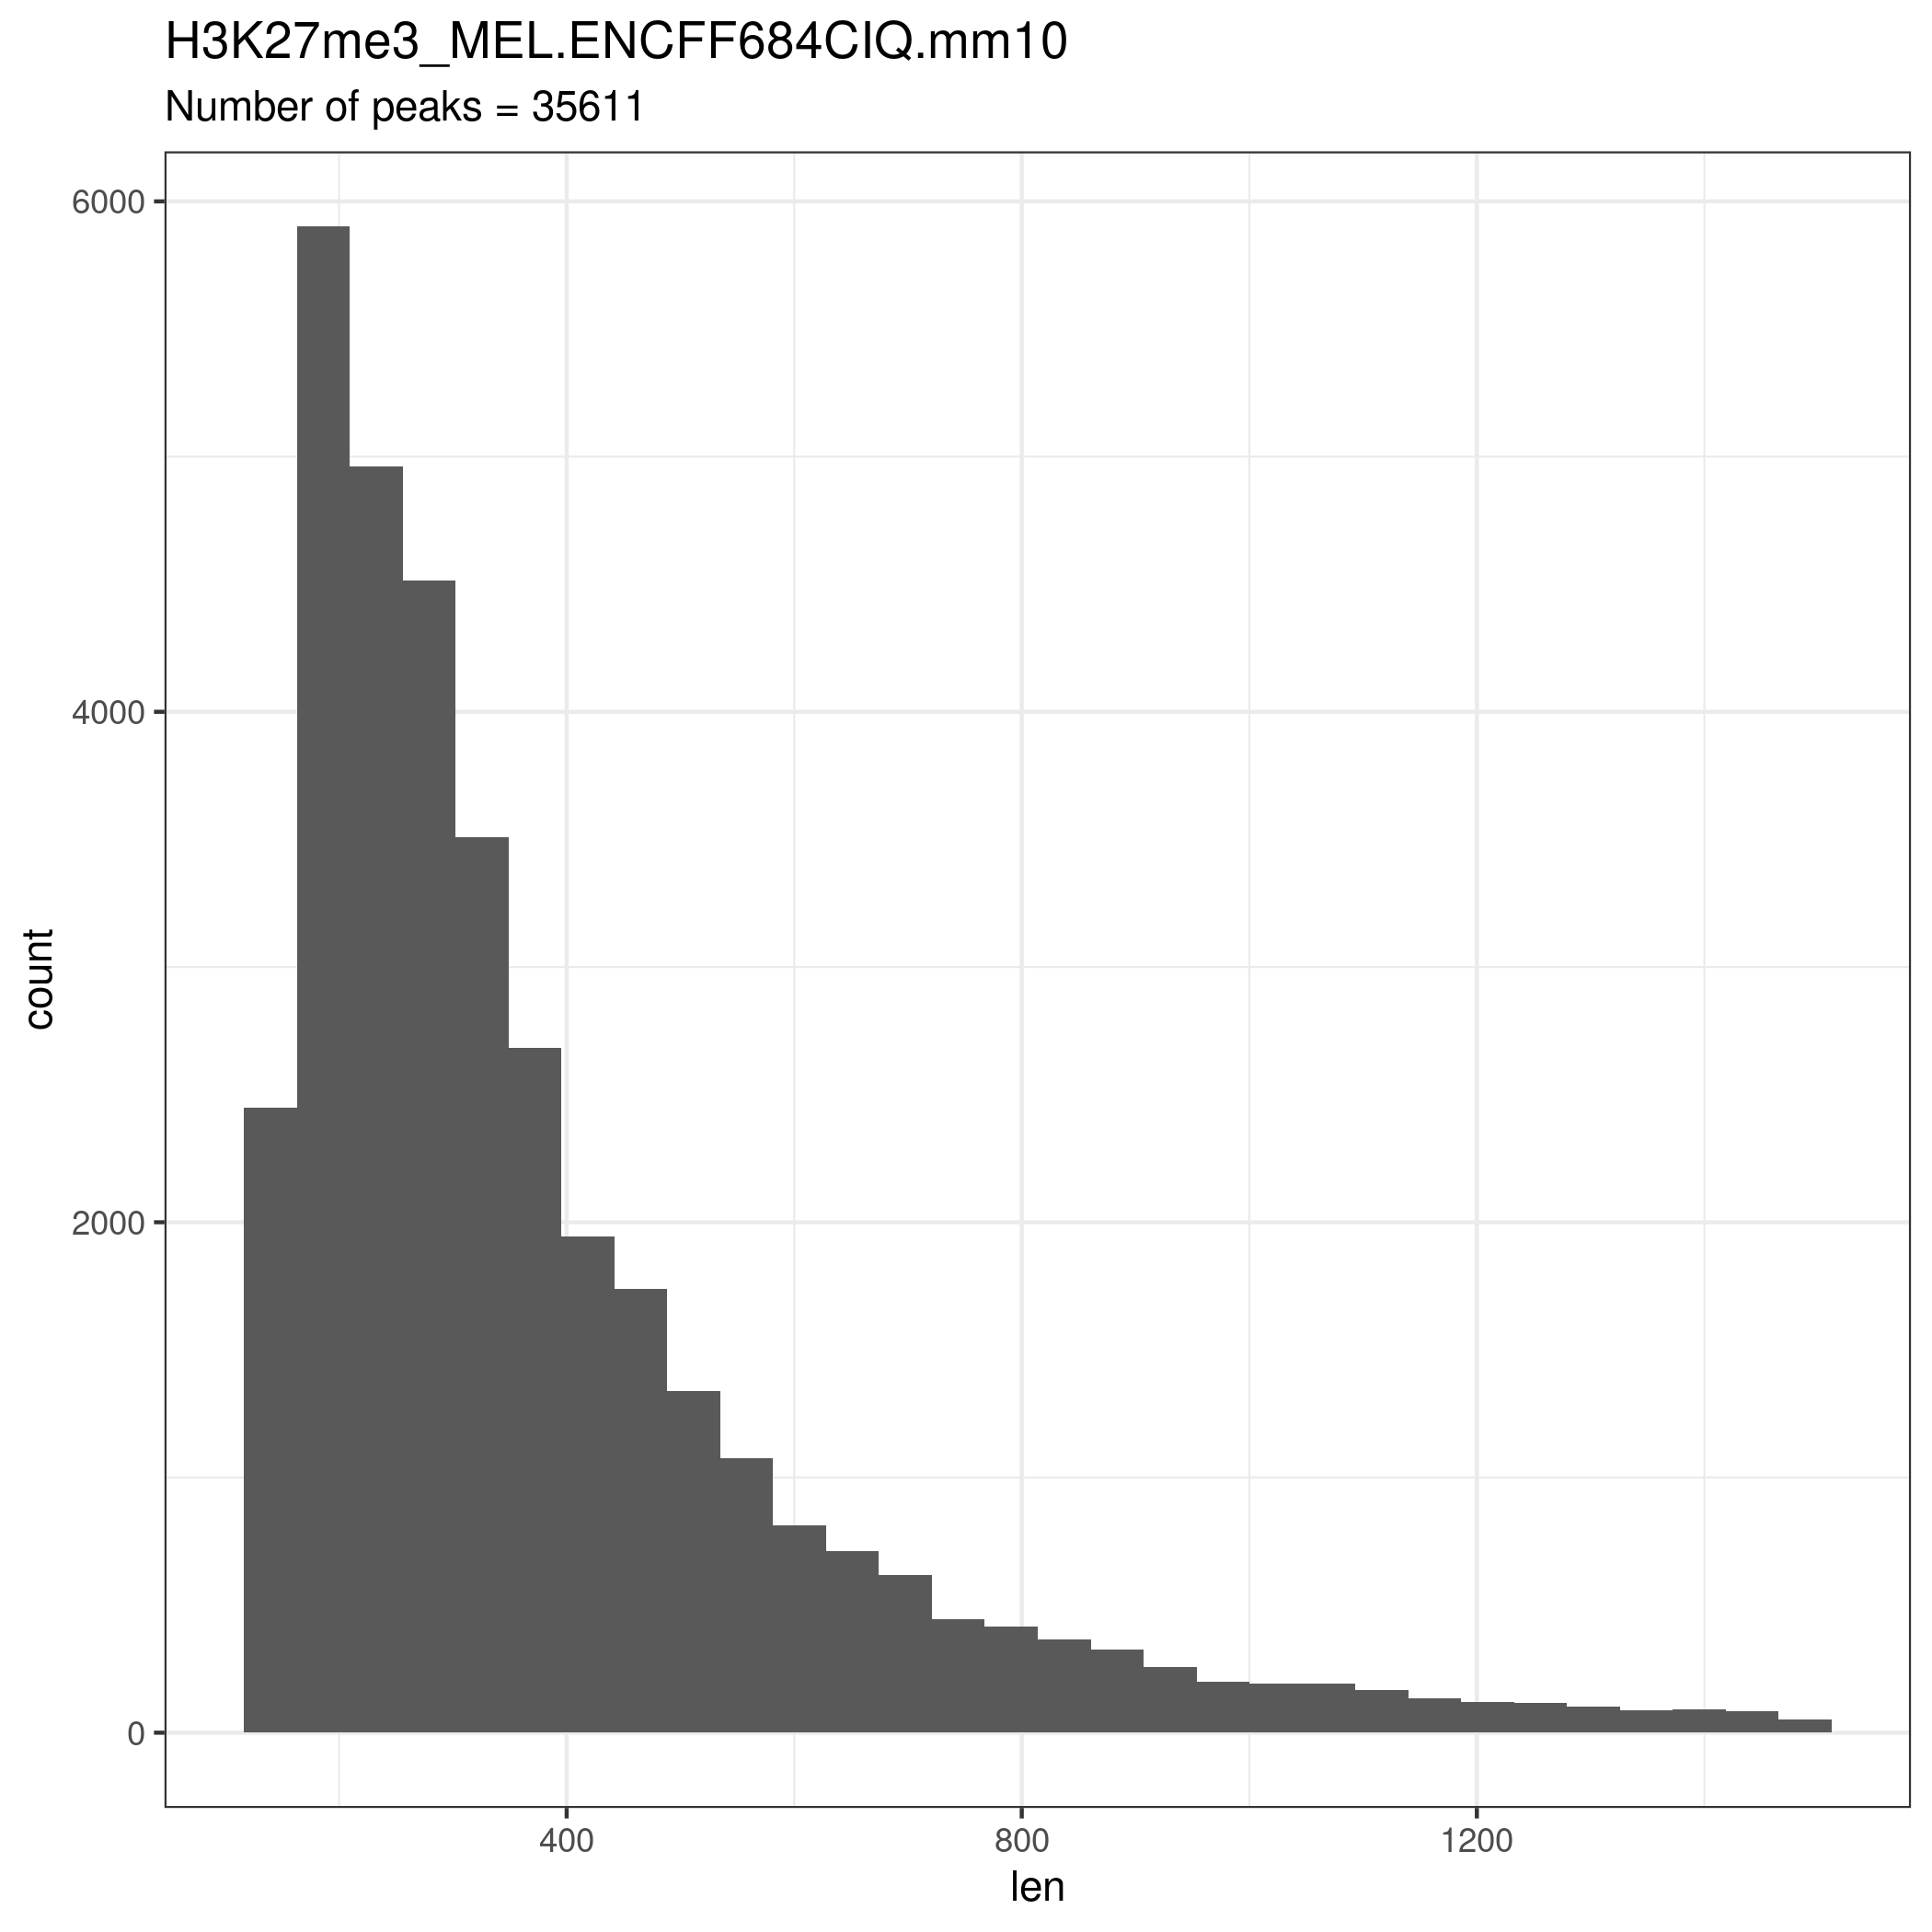 H3K27me3_MEL.ENCFF684CIQ.mm10
Number of peaks = 35611
6000
4000
2000
0
count
400
800
1200
len